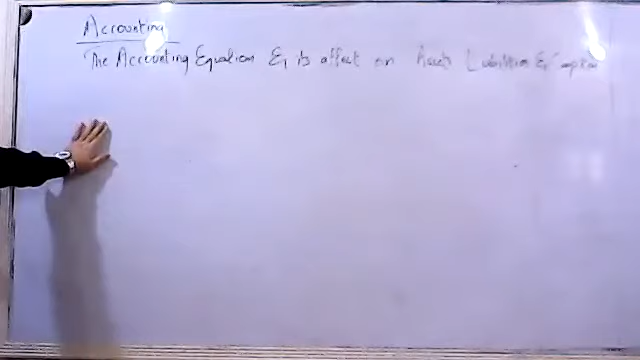 Accounting
The Accounting Equation & its affect on Assets Liabilities & Capital